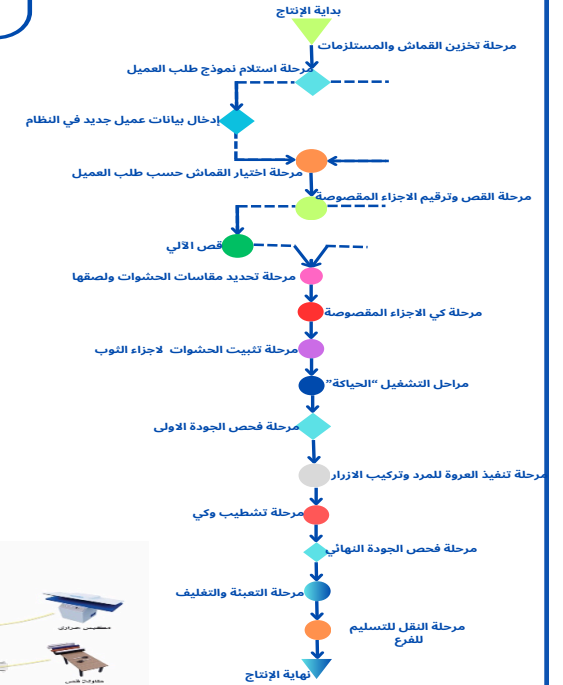 بداية الإنتاج
مرحلة تخزين القماش والمستلزمات
مرحلة استلام نموذج طلب العميل
إدخال بيانات عميل جديد في النظام
مرحلة اختيار القماش حسب طلب العميل
مرحلة القص وترقيم الاجزاء المقصوصة
قص الآلي
مرحلة تحديد مقاسات الحشوات ولصقها
مرحلة كي الاجزاء المقصوصة
مرحلة تثبيت الحشوات لاجزاء الثوب
مراحل التشغيل “الحياكة”
مرحلة فحص الجودة الاولى
مرحلة تنفيذ العروة للمرد وتركيب الازرار
مرحلة تشطيب وكي
مرحلة فحص الجودة النهائي
مرحلة التعبئة والتغليف
مرحلة النقل للتسليم
للفرع
نهاية الإنتاج